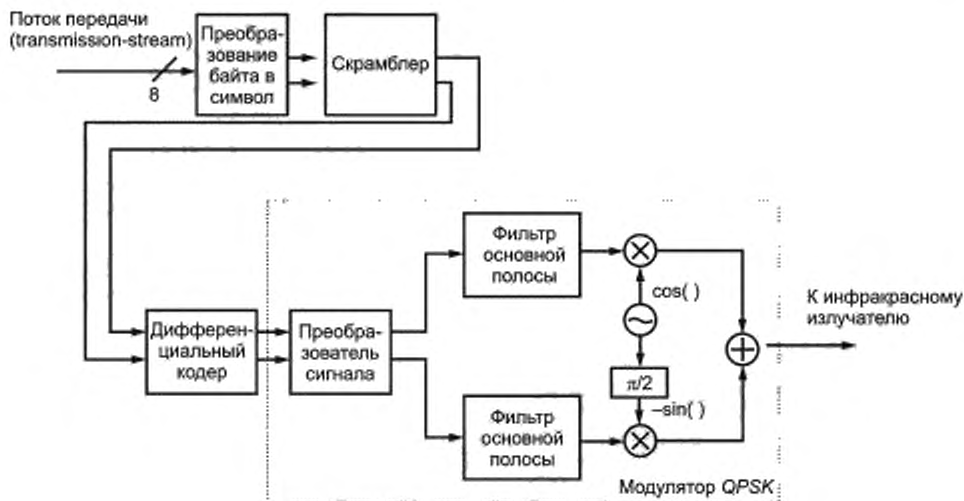 Поток передачи
(transmission-stream)
8
Преобра-
зование
байта в
символ
Скрамблер
Фильтр
основной
полосы
cos( )
К инфракрасному
излучателю
Дифферен-
циальный
кодер
Преобра-
зователь
сигнала
π/2
–sin( )
Фильтр
основной
полосы
Модулятор QPSK